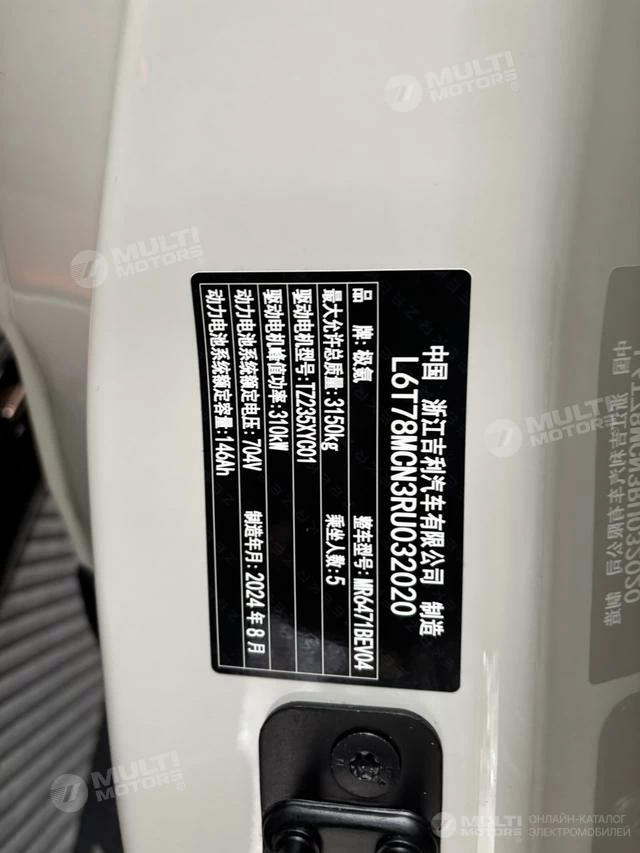 中国 浙江吉利汽车有限公司 制造
L6T78MCN3RU032020
品 牌:极氪 整车型号:MR6471BEV04
最大允许总质量:3150kg 乘坐人数:5
驱动电机型号:TZ235XYG01
驱动电机峰值功率:310kW
动力电池系统额定电压:704V 制造年月:2024年8月
动力电池系统额定容量:146Ah
MULTI MOTORS®
MULTI MOTORS
MULTI MOTORS®
MULTI MOTORS
ОНЛАЙН-КАТАЛОГ
ЭЛЕКТРОМОБИЛЕЙ